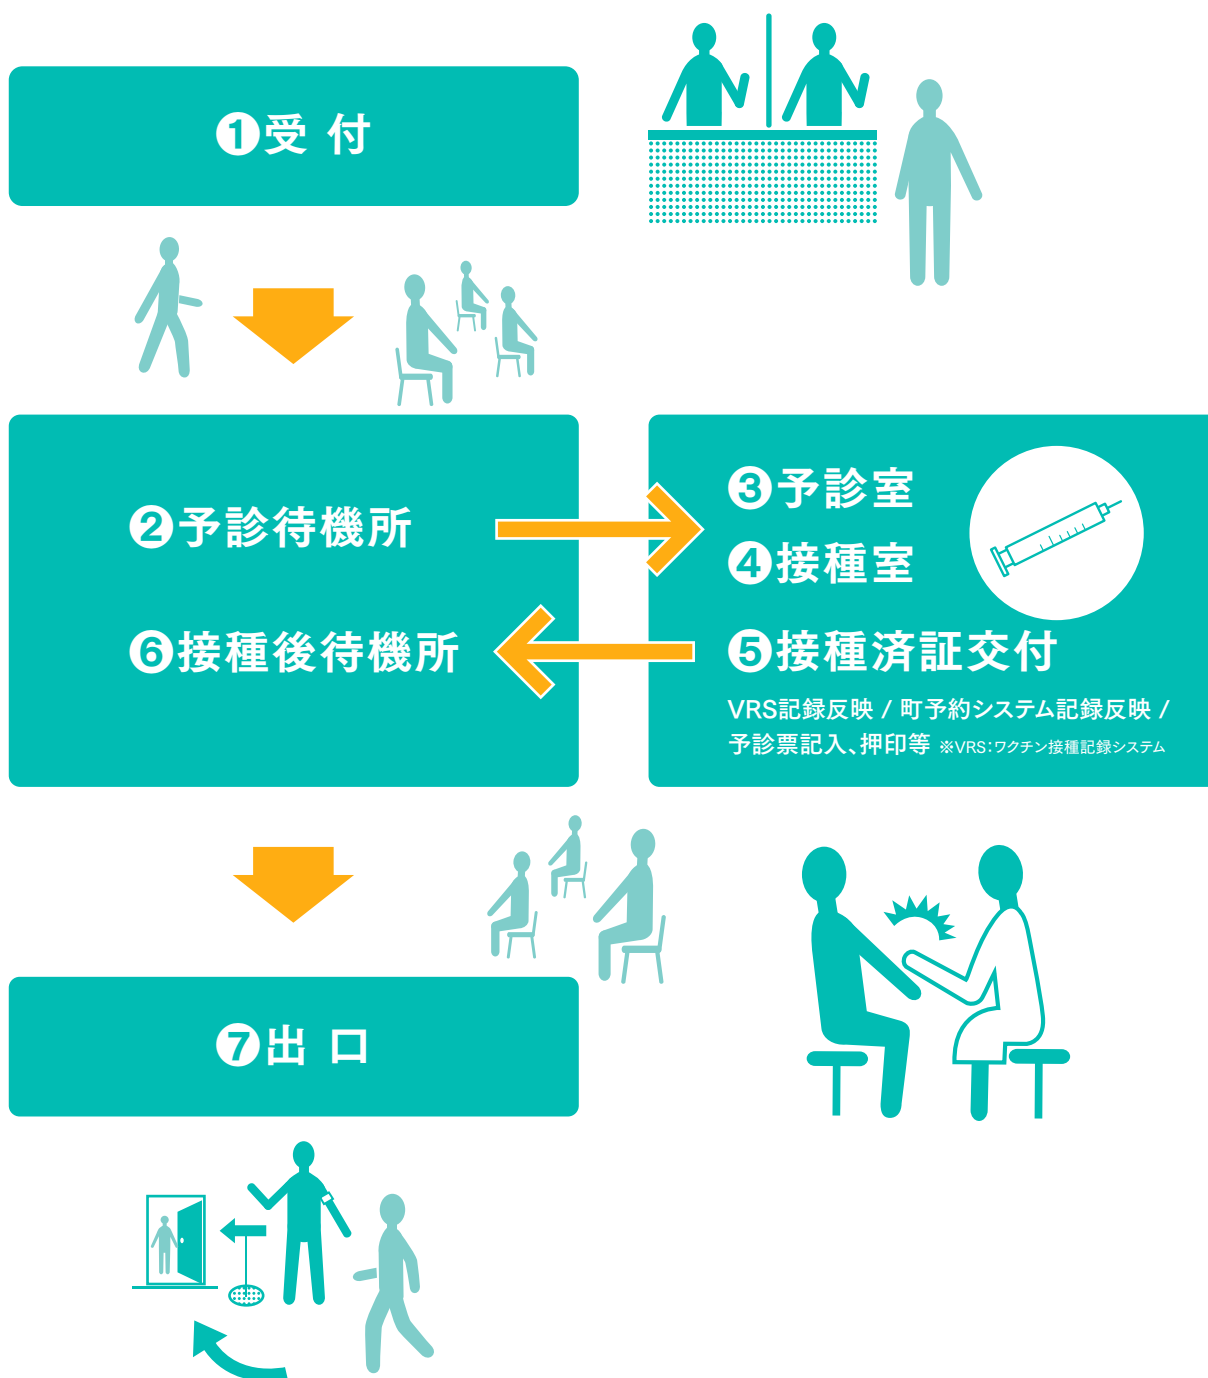 ❶受 付
❷予診待機所
❸予診室
❹接種室
❺接種済証交付
VRS記録反映 / 町予約システム記録反映 /
予診票記入、押印等 ※VRS:ワクチン接種記録システム
❻接種後待機所
❼出 口